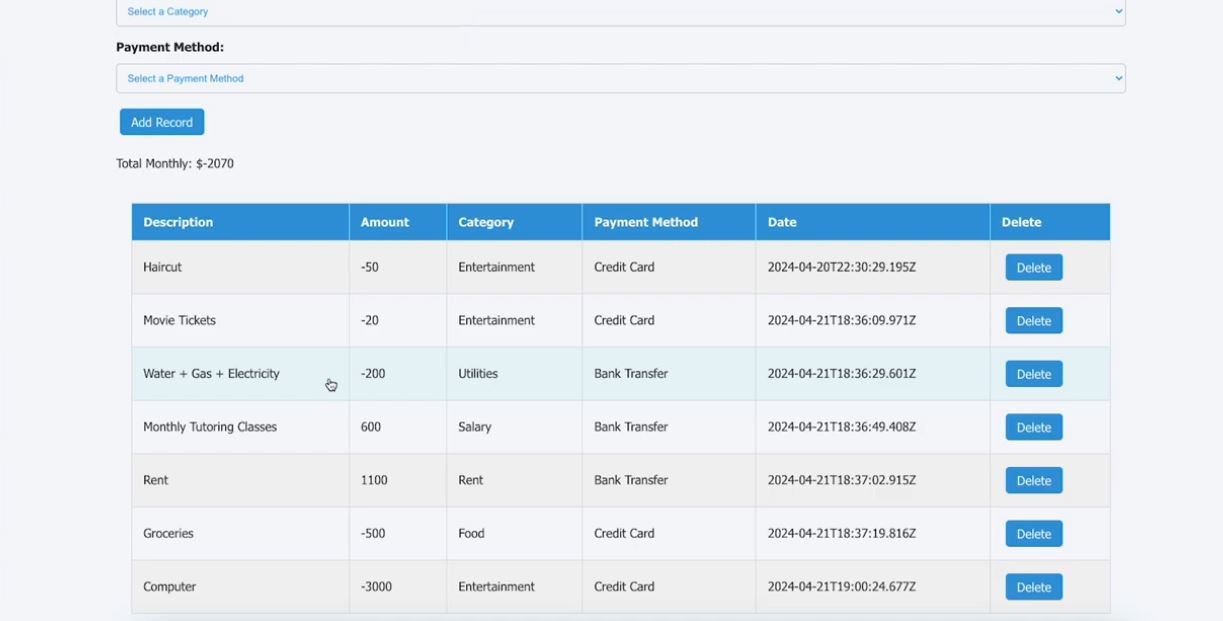 Select a Category
Payment Method:
Select a Payment Method
Add Record
Total Monthly: $-2070
Description Amount Category Payment Method Date Delete
Haircut -50 Entertainment Credit Card 2024-04-20T22:30:29.195Z Delete
Movie Tickets -20 Entertainment Credit Card 2024-04-21T18:36:09.971Z Delete
Water + Gas + Electricity -200 Utilities Bank Transfer 2024-04-21T18:36:29.601Z Delete
Monthly Tutoring Classes 600 Salary Bank Transfer 2024-04-21T18:36:49.408Z Delete
Rent 1100 Rent Bank Transfer 2024-04-21T18:37:02.915Z Delete
Groceries -500 Food Credit Card 2024-04-21T18:37:19.816Z Delete
Computer -3000 Entertainment Credit Card 2024-04-21T19:00:24.677Z Delete